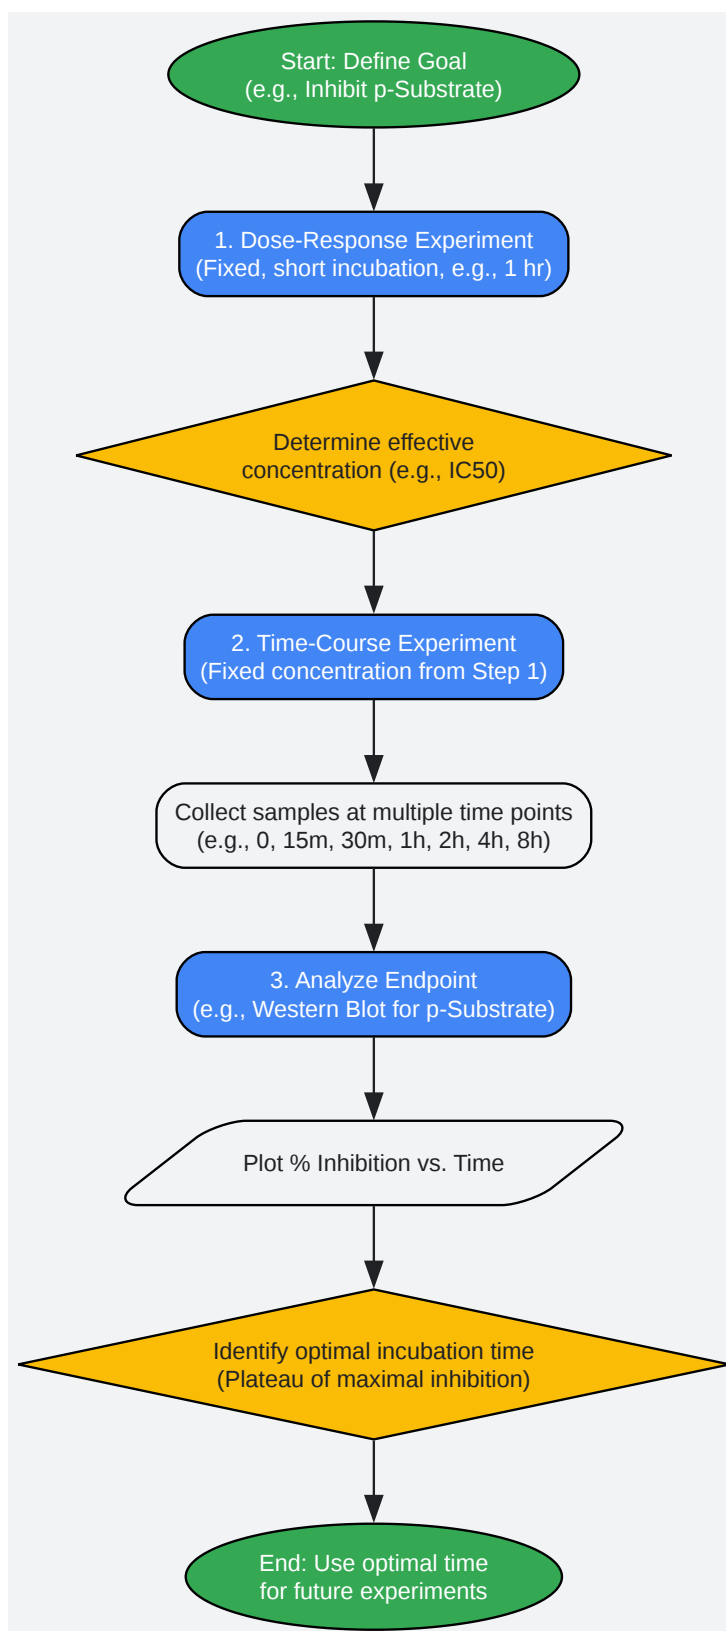 Start: Define Goal
(e.g., Inhibit p-Substrate)
1. Dose-Response Experiment
(Fixed, short incubation, e.g., 1 hr)
Determine effective
concentration (e.g., IC50)
2. Time-Course Experiment
(Fixed concentration from Step 1)
Collect samples at multiple time points
(e.g., 0, 15m, 30m, 1h, 2h, 4h, 8h)
3. Analyze Endpoint
(e.g., Western Blot for p-Substrate)
Plot % Inhibition vs. Time
Identify optimal incubation time
(Plateau of maximal inhibition)
End: Use optimal time
for future experiments